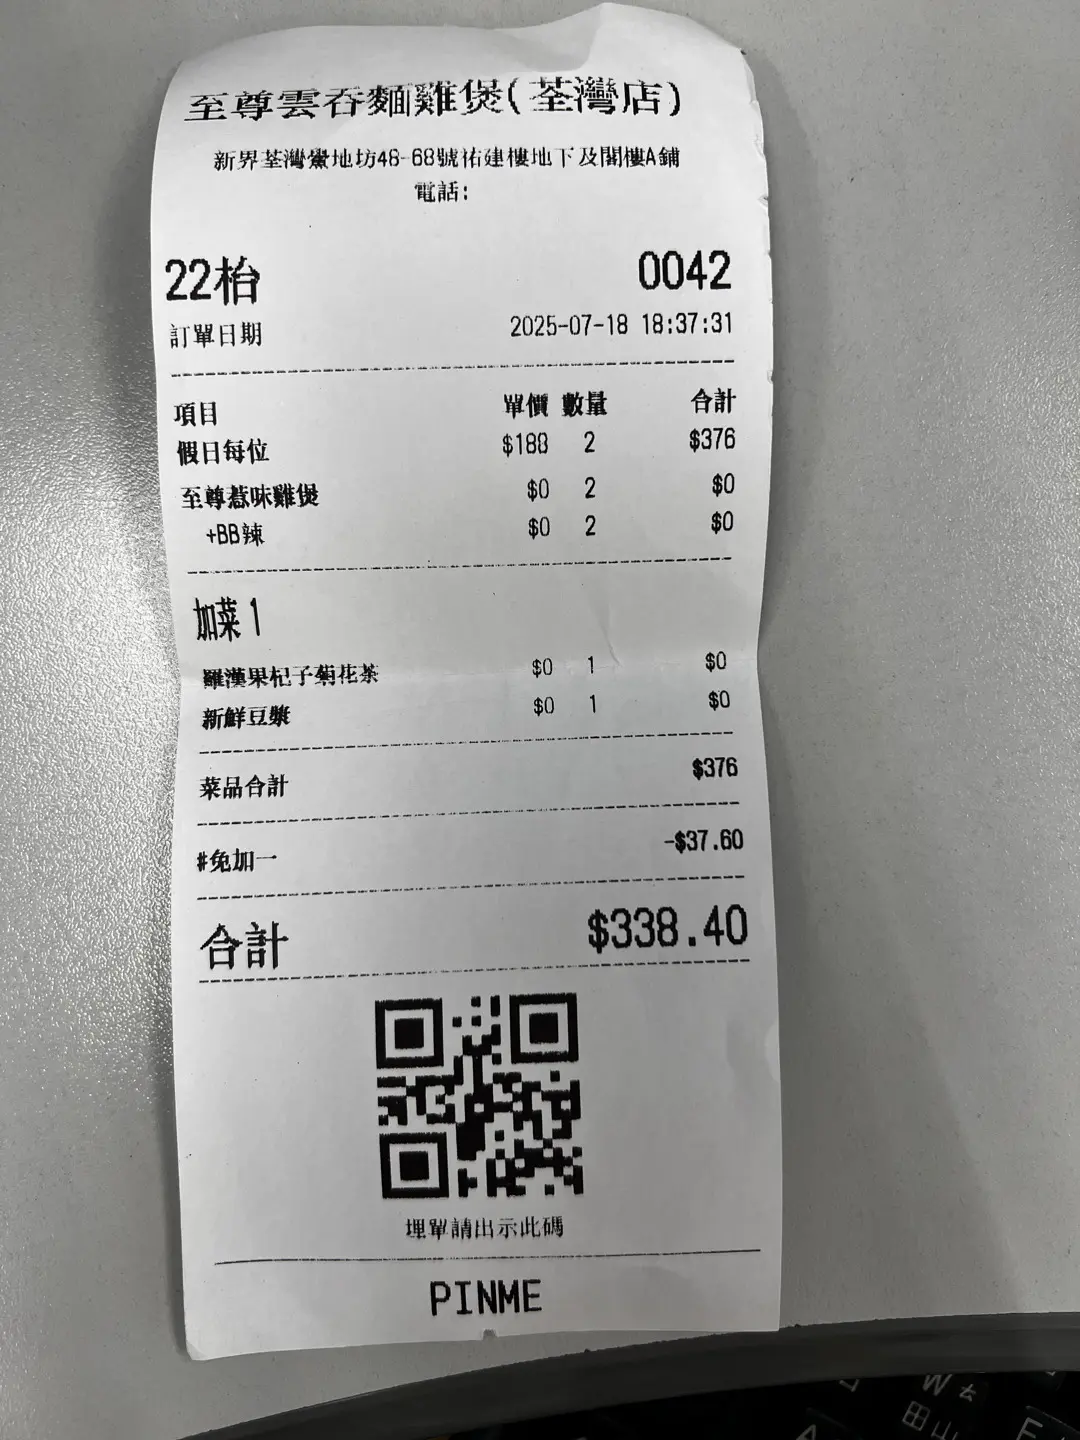 至尊雲吞麵雞煲(荃灣店)
新界荃灣鱟地坊48-68號祐建樓地下及閣樓A鋪
電話:
22枱 0042
訂單日期 2025-07-18 18:37:31
項目 單價 數量 合計
假日每位 $188 2 $376
至尊惹味雞煲 $0 2 $0
+BB辣 $0 2 $0
加菜 1
羅漢果杞子菊花茶 $0 1 $0
新鮮豆漿 $0 1 $0
菜品合計 $376
#免加一 -$37.60
合計 $338.40
埋單請出示此碼
PINME
W 田
山